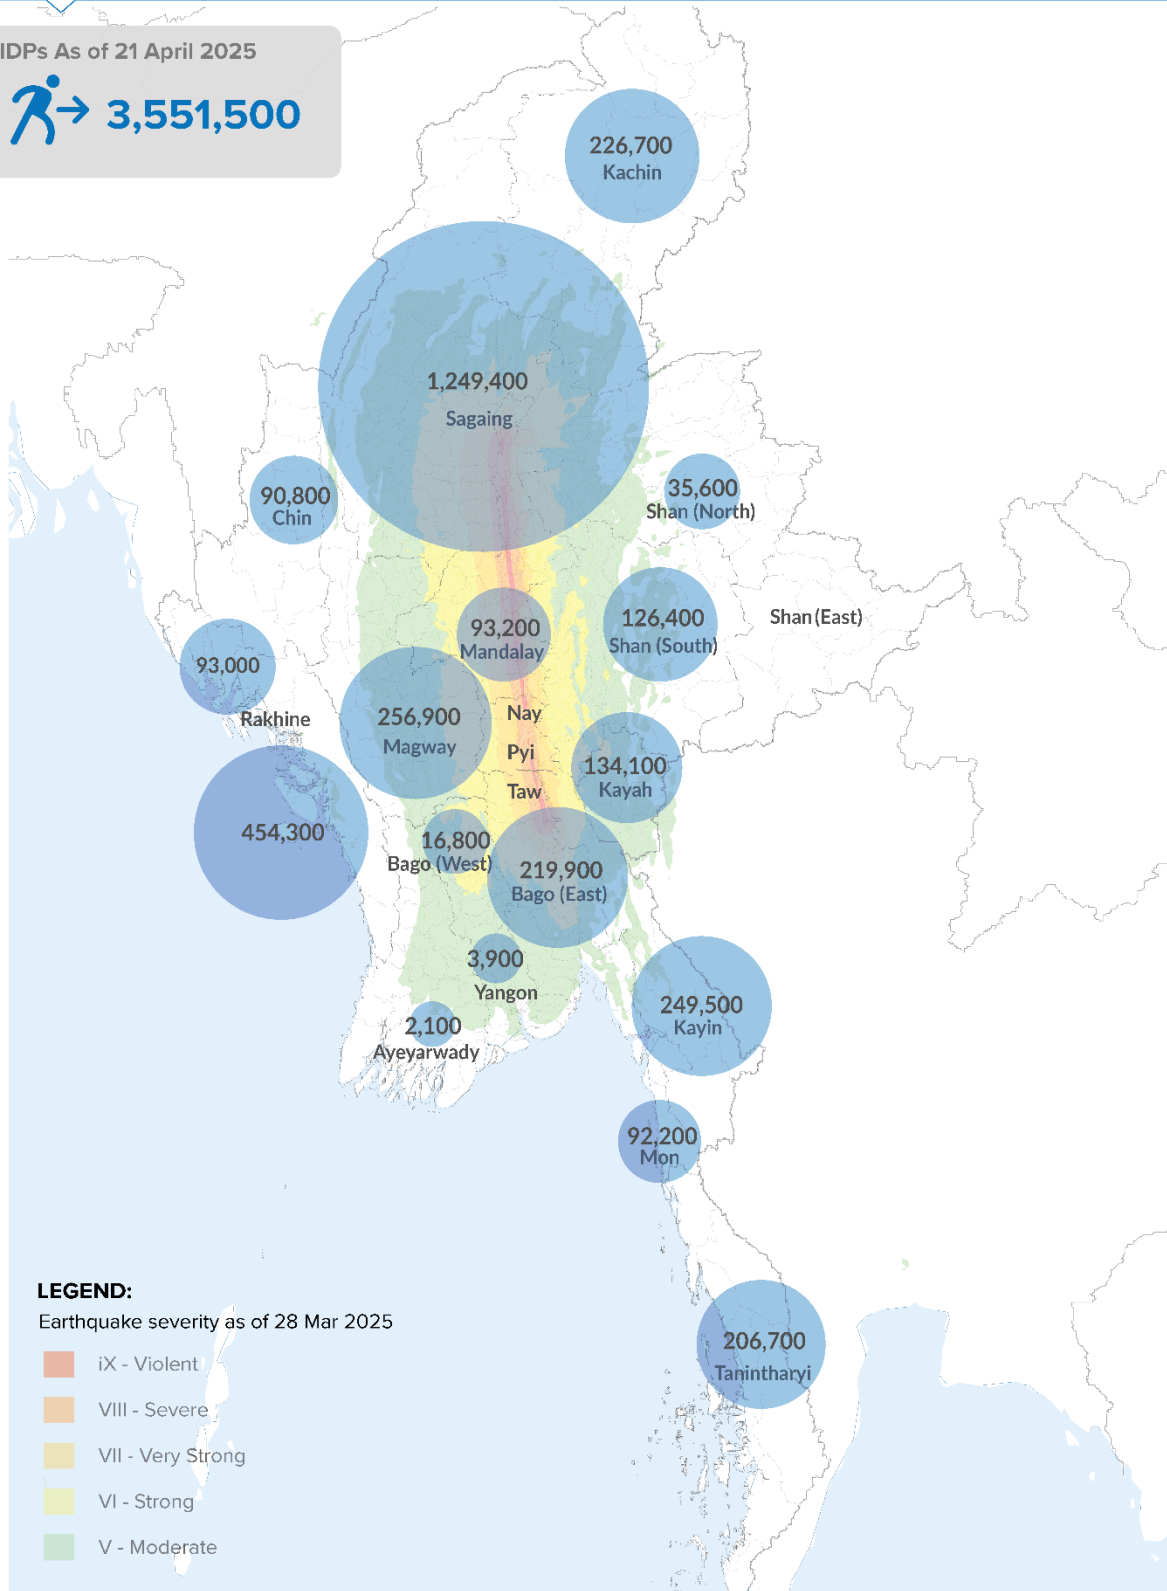 IDPs As of 21 April 2025
3,551,500
226,700
Kachin
1,249,400
Sagaing
90,800
Chin
35,600
Shan (North)
93,200
Mandalay
126,400
Shan (South)
Shan (East)
93,000
Rakhine
256,900
Magway
Nay
Pyi
Taw
134,100
Kayah
454,300
16,800
Bago (West)
219,900
Bago (East)
3,900
Yangon
2,100
Ayeyarwady
249,500
Kayin
92,200
Mon
206,700
Tanintharyi
LEGEND:
Earthquake severity as of 28 Mar 2025
iX - Violent
VIII - Severe
VII - Very Strong
VI - Strong
V - Moderate